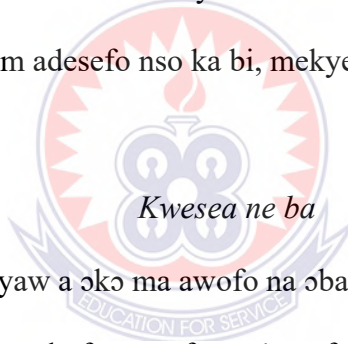 m adesefo nso ka bi, mekye
Kwesea ne ba
yaw a ɔkɔ ma awofo na ɔba
EDUCATION FOR SERVICE